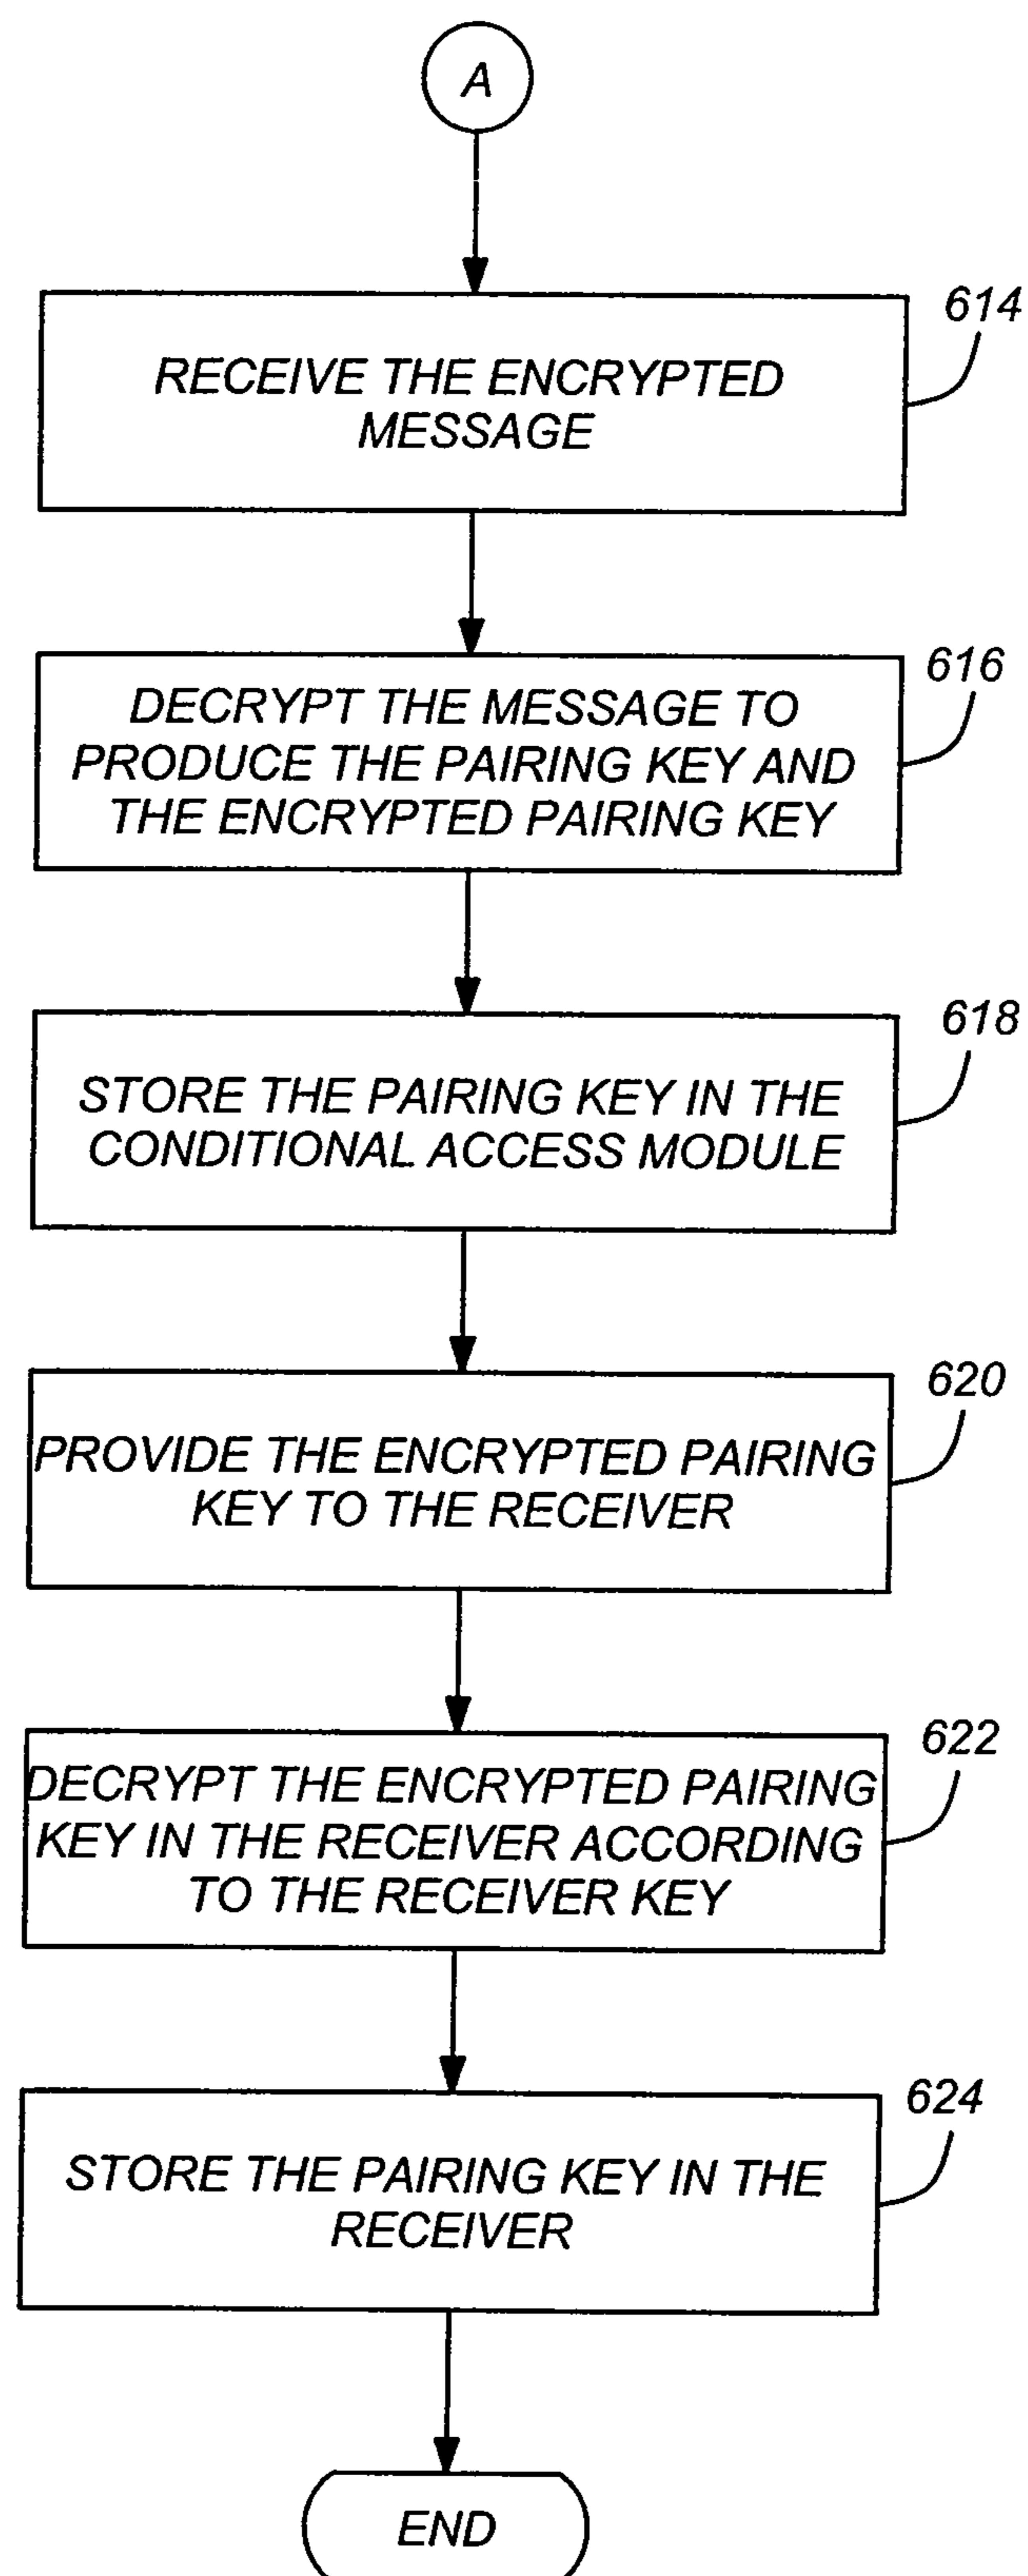 A
RECEIVE THE ENCRYPTED
MESSAGE
614
DECRYPT THE MESSAGE TO
PRODUCE THE PAIRING KEY AND
THE ENCRYPTED PAIRING KEY
616
STORE THE PAIRING KEY IN THE
CONDITIONAL ACCESS MODULE
618
PROVIDE THE ENCRYPTED PAIRING
KEY TO THE RECEIVER
620
DECRYPT THE ENCRYPTED PAIRING
KEY IN THE RECEIVER ACCORDING
TO THE RECEIVER KEY
622
STORE THE PAIRING KEY IN THE
RECEIVER
624
END